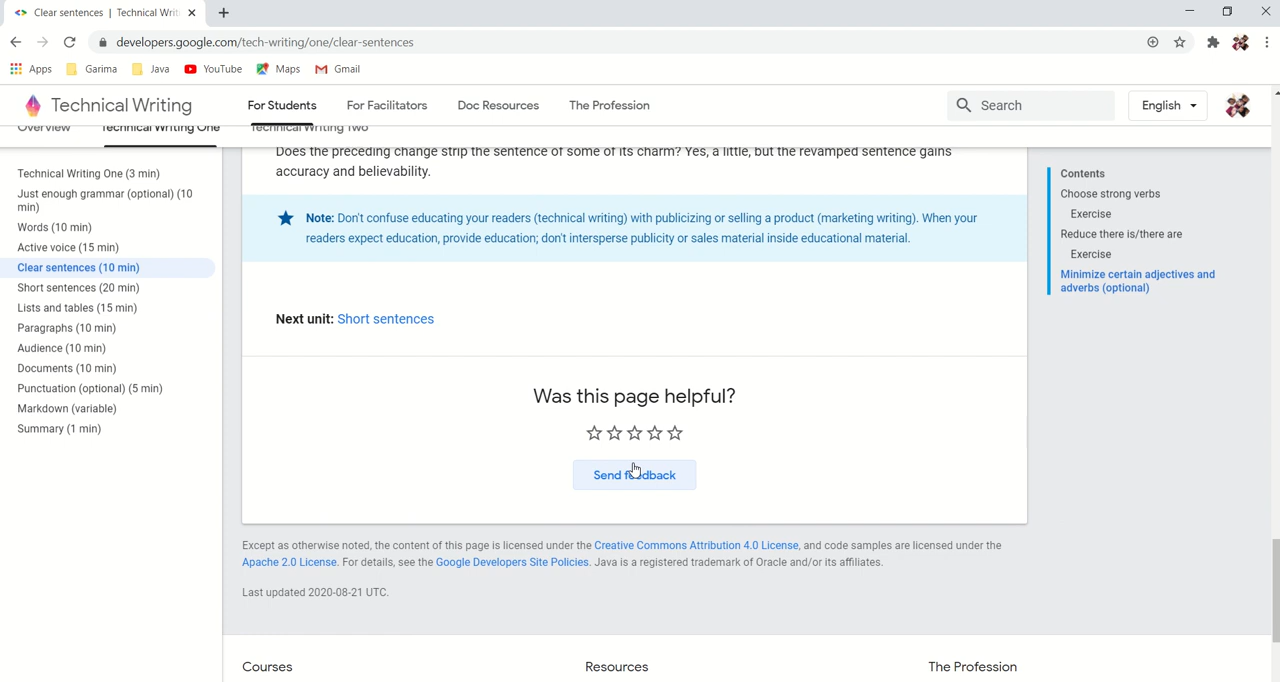 Clear sentences | Technical Writi
developers.google.com/tech-writing/one/clear-sentences
Apps Garima Java YouTube Maps Gmail
Technical Writing For Students For Facilitators Doc Resources The Profession Search English
Overview Technical Writing One Technical Writing Two
Technical Writing One (3 min)
Just enough grammar (optional) (10
min)
Words (10 min)
Active voice (15 min)
Clear sentences (10 min)
Short sentences (20 min)
Lists and tables (15 min)
Paragraphs (10 min)
Audience (10 min)
Documents (10 min)
Punctuation (optional) (5 min)
Markdown (variable)
Summary (1 min)
Does the preceding change strip the sentence of some of its charm? Yes, a little, but the revamped sentence gains
accuracy and believability.
Note: Don't confuse educating your readers (technical writing) with publicizing or selling a product (marketing writing). When your
readers expect education, provide education; don't intersperse publicity or sales material inside educational material.
Next unit: Short sentences
Was this page helpful?
Send feedback
Contents
Choose strong verbs
Exercise
Reduce there is/there are
Exercise
Minimize certain adjectives and
adverbs (optional)
Except as otherwise noted, the content of this page is licensed under the Creative Commons Attribution 4.0 License, and code samples are licensed under the
Apache 2.0 License. For details, see the Google Developers Site Policies. Java is a registered trademark of Oracle and/or its affiliates.
Last updated 2020-08-21 UTC.
Courses Resources The Profession